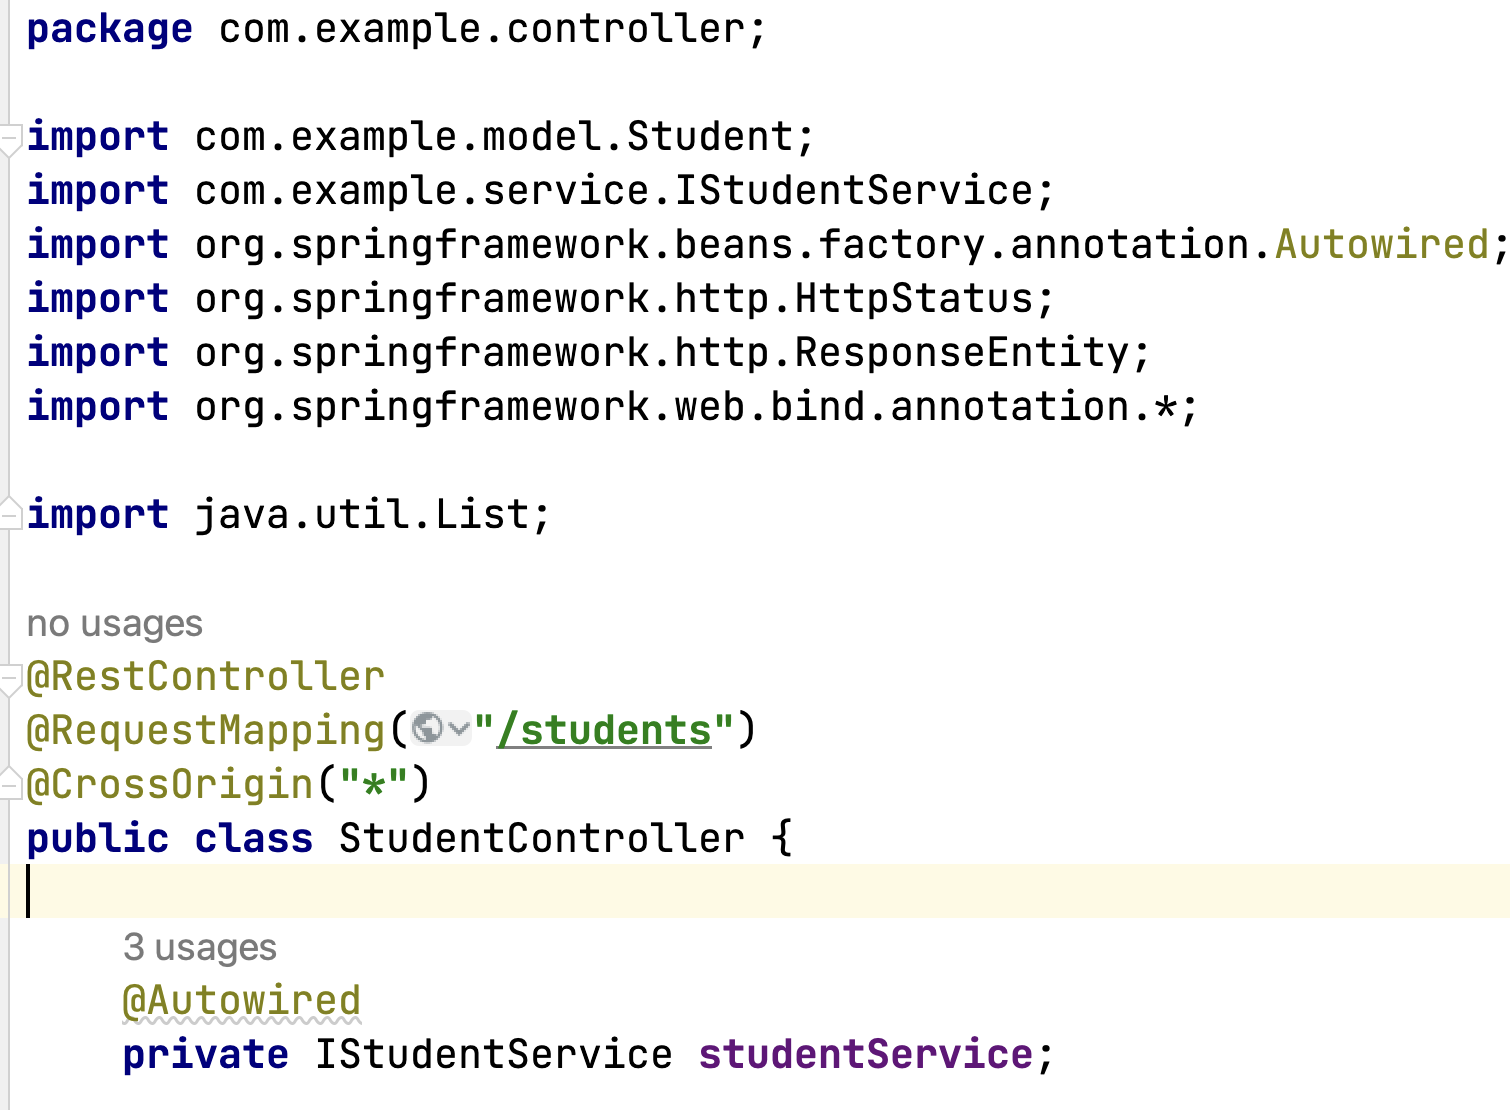 package com.example.controller;
import com.example.model.Student;
import com.example.service.IStudentService;
import org.springframework.beans.factory.annotation.Autowired;
import org.springframework.http.HttpStatus;
import org.springframework.http.ResponseEntity;
import org.springframework.web.bind.annotation.*;
import java.util.List;
no usages
@RestController
@RequestMapping("/students")
@CrossOrigin("*")
public class StudentController {
3 usages
@Autowired
private IStudentService studentService;